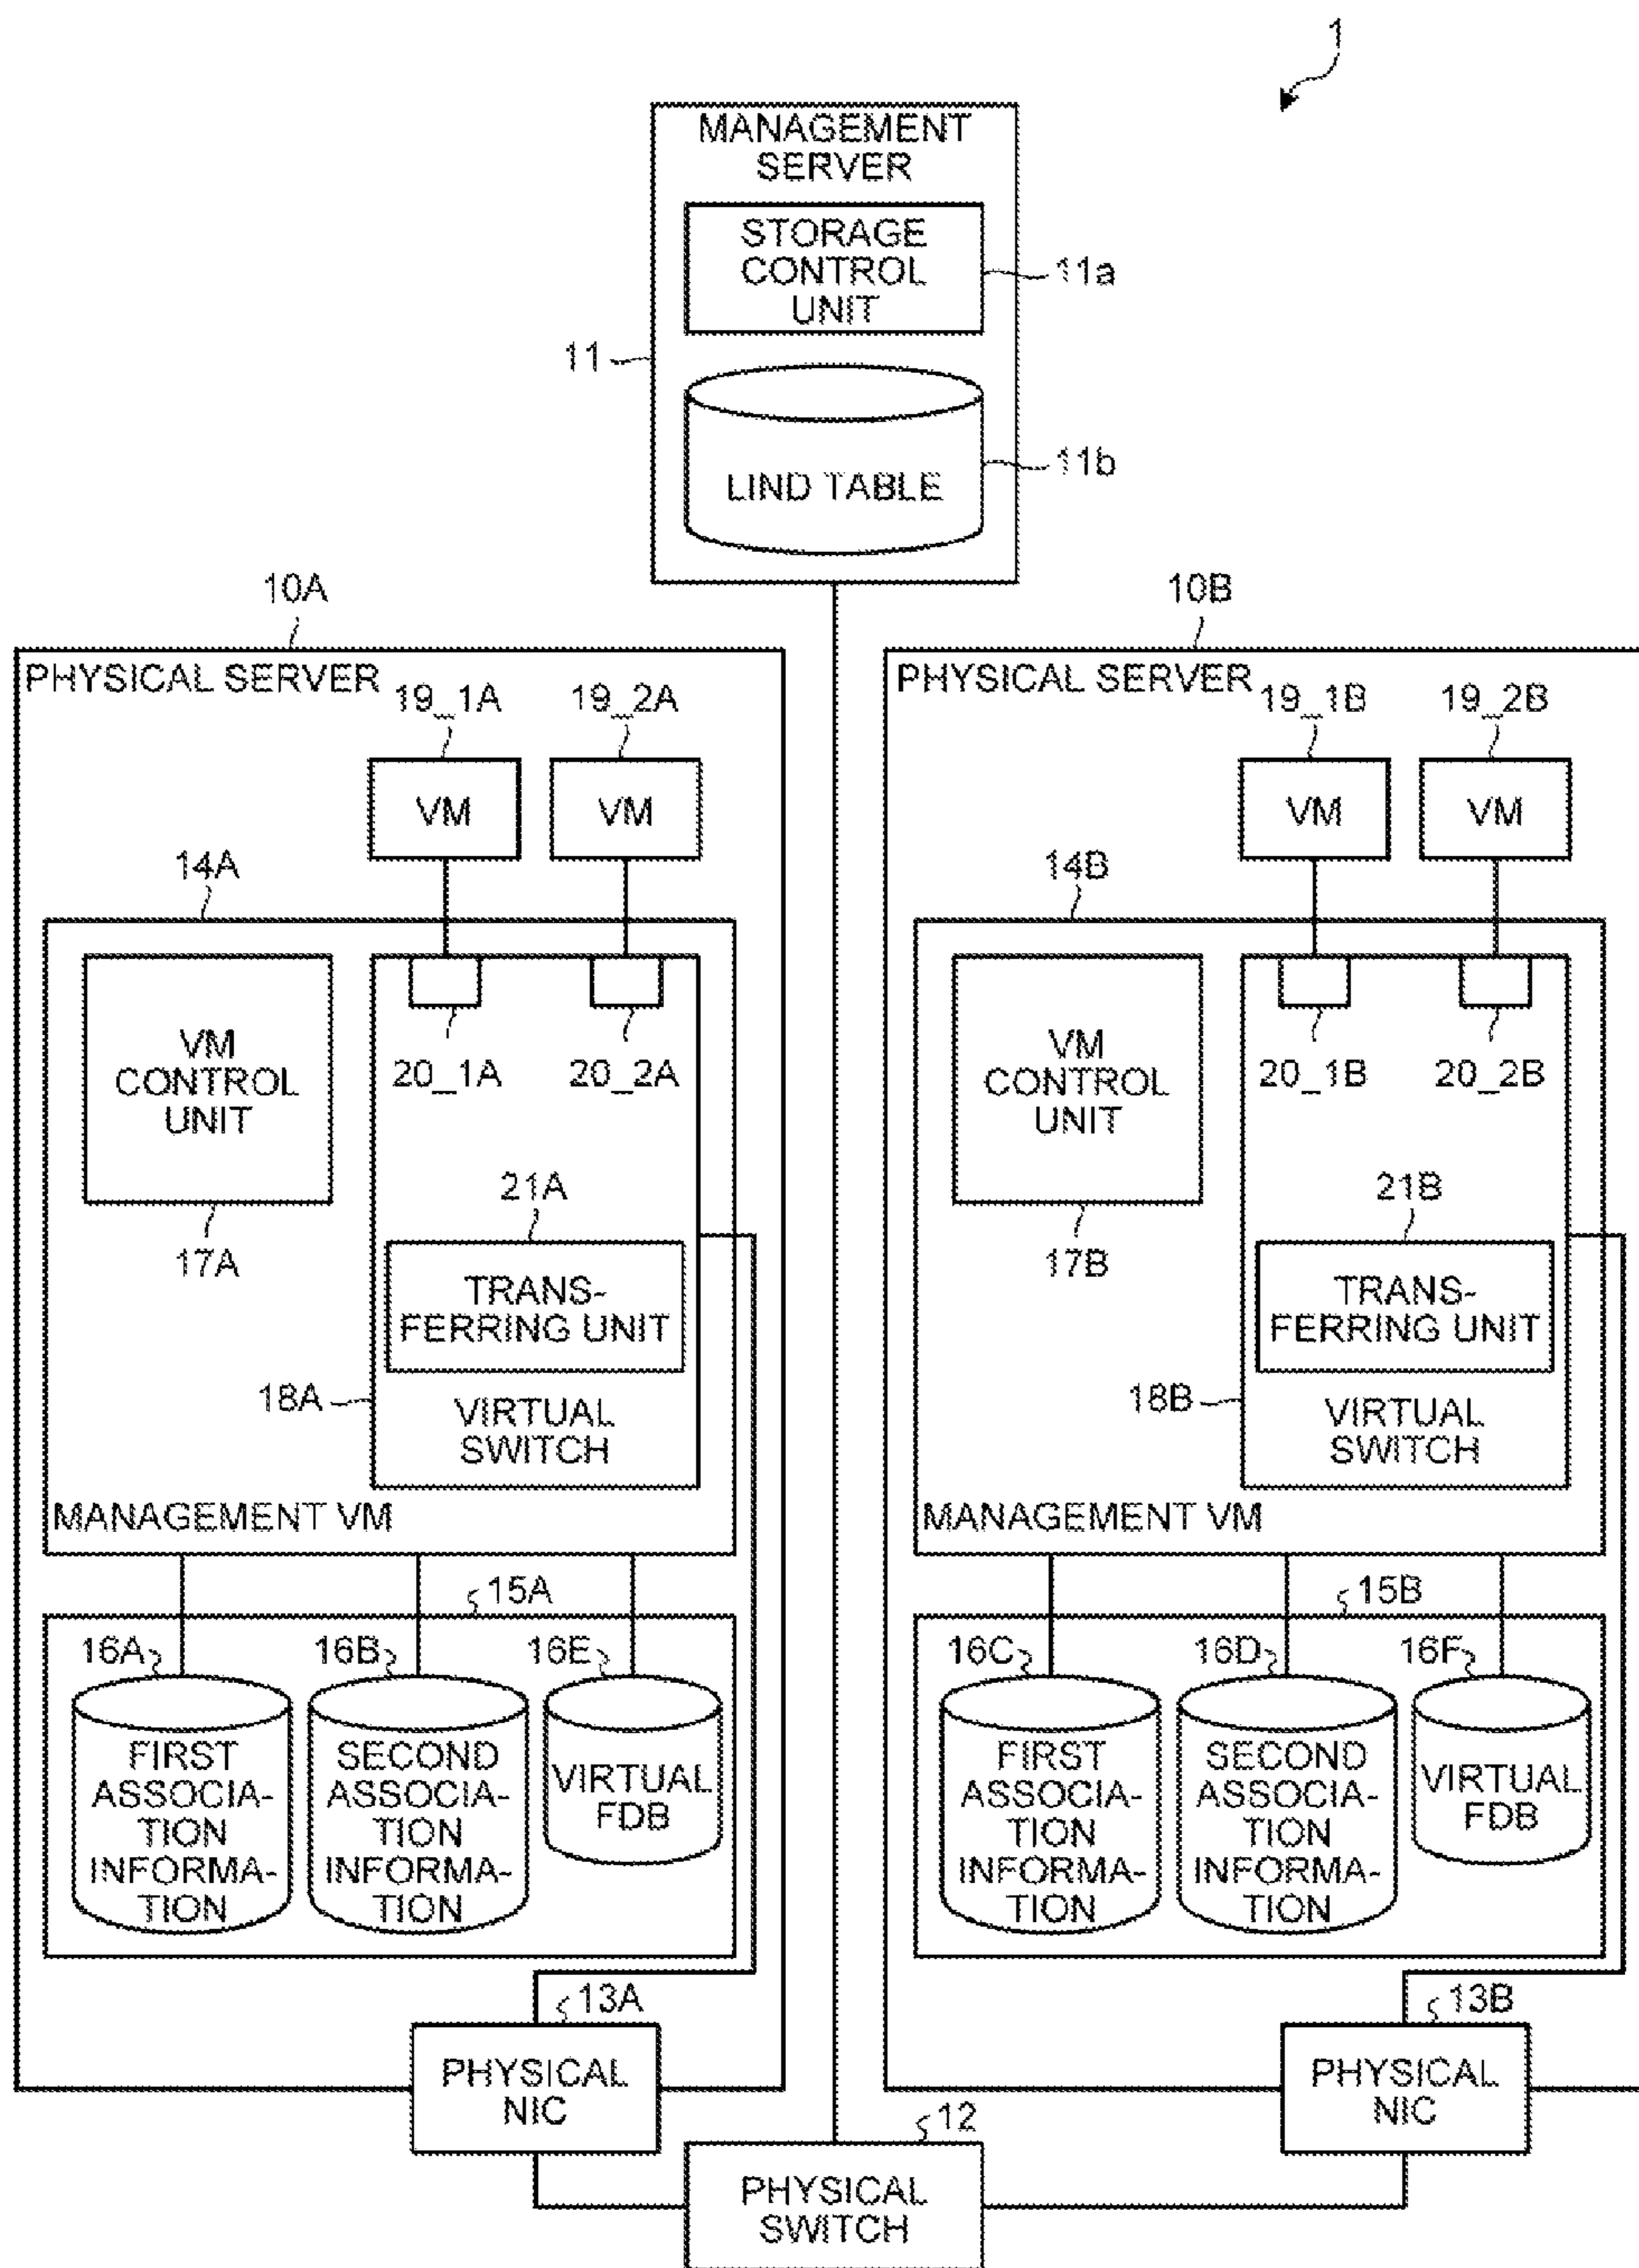 1
MANAGEMENT
SERVER
STORAGE
CONTROL
UNIT
11a
11
LIND TABLE
11b
10A
PHYSICAL SERVER
19_1A
19_2A
VM
VM
14A
VM
CONTROL
UNIT
17A
20_1A
20_2A
21A
TRANS-
FERRING UNIT
18A
VIRTUAL
SWITCH
MANAGEMENT VM
15A
16A
16B
16E
FIRST
ASSOCIA-
TION
INFORMA-
TION
SECOND
ASSOCIA-
TION
INFORMA-
TION
VIRTUAL
FDB
13A
PHYSICAL
NIC
10B
PHYSICAL SERVER
19_1B
19_2B
VM
VM
14B
VM
CONTROL
UNIT
17B
20_1B
20_2B
21B
TRANS-
FERRING UNIT
18B
VIRTUAL
SWITCH
MANAGEMENT VM
15B
16C
16D
16F
FIRST
ASSOCIA-
TION
INFORMA-
TION
SECOND
ASSOCIA-
TION
INFORMA-
TION
VIRTUAL
FDB
13B
PHYSICAL
NIC
12
PHYSICAL
SWITCH